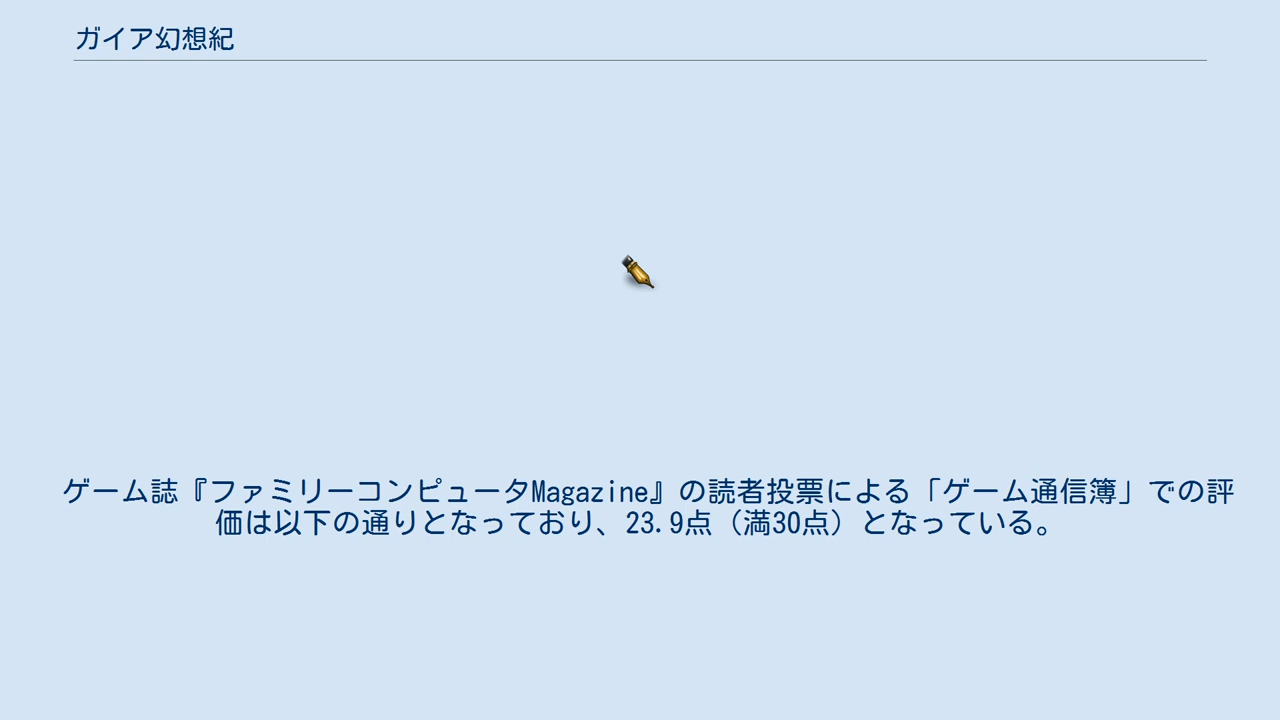 ガイア幻想紀
ゲーム誌『ファミリーコンピュータMagazine』の読者投票による「ゲーム通信簿」での評
価は以下の通りとなっており、23.9点（満30点）となっている。